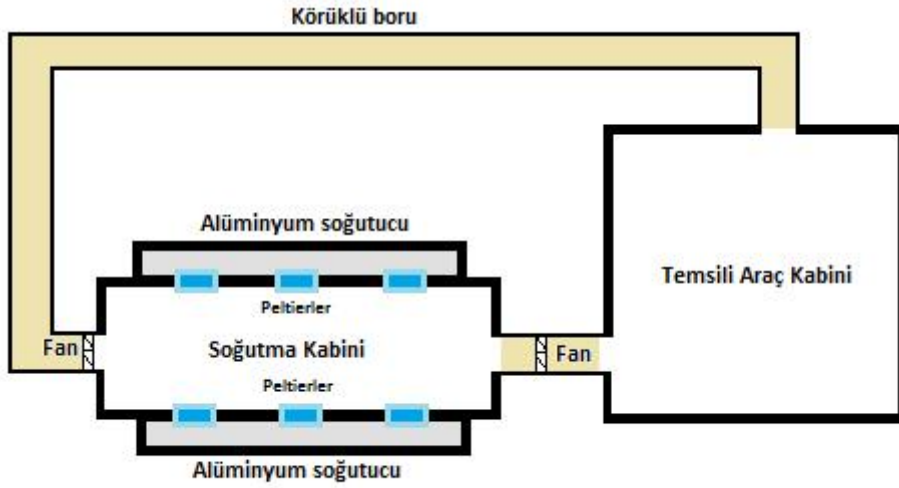 Körüklü boru
Alüminyum soğutucu
Peltierler
Temsili Araç Kabini
Fan
Soğutma Kabini
Fan
Peltierler
Alüminyum soğutucu